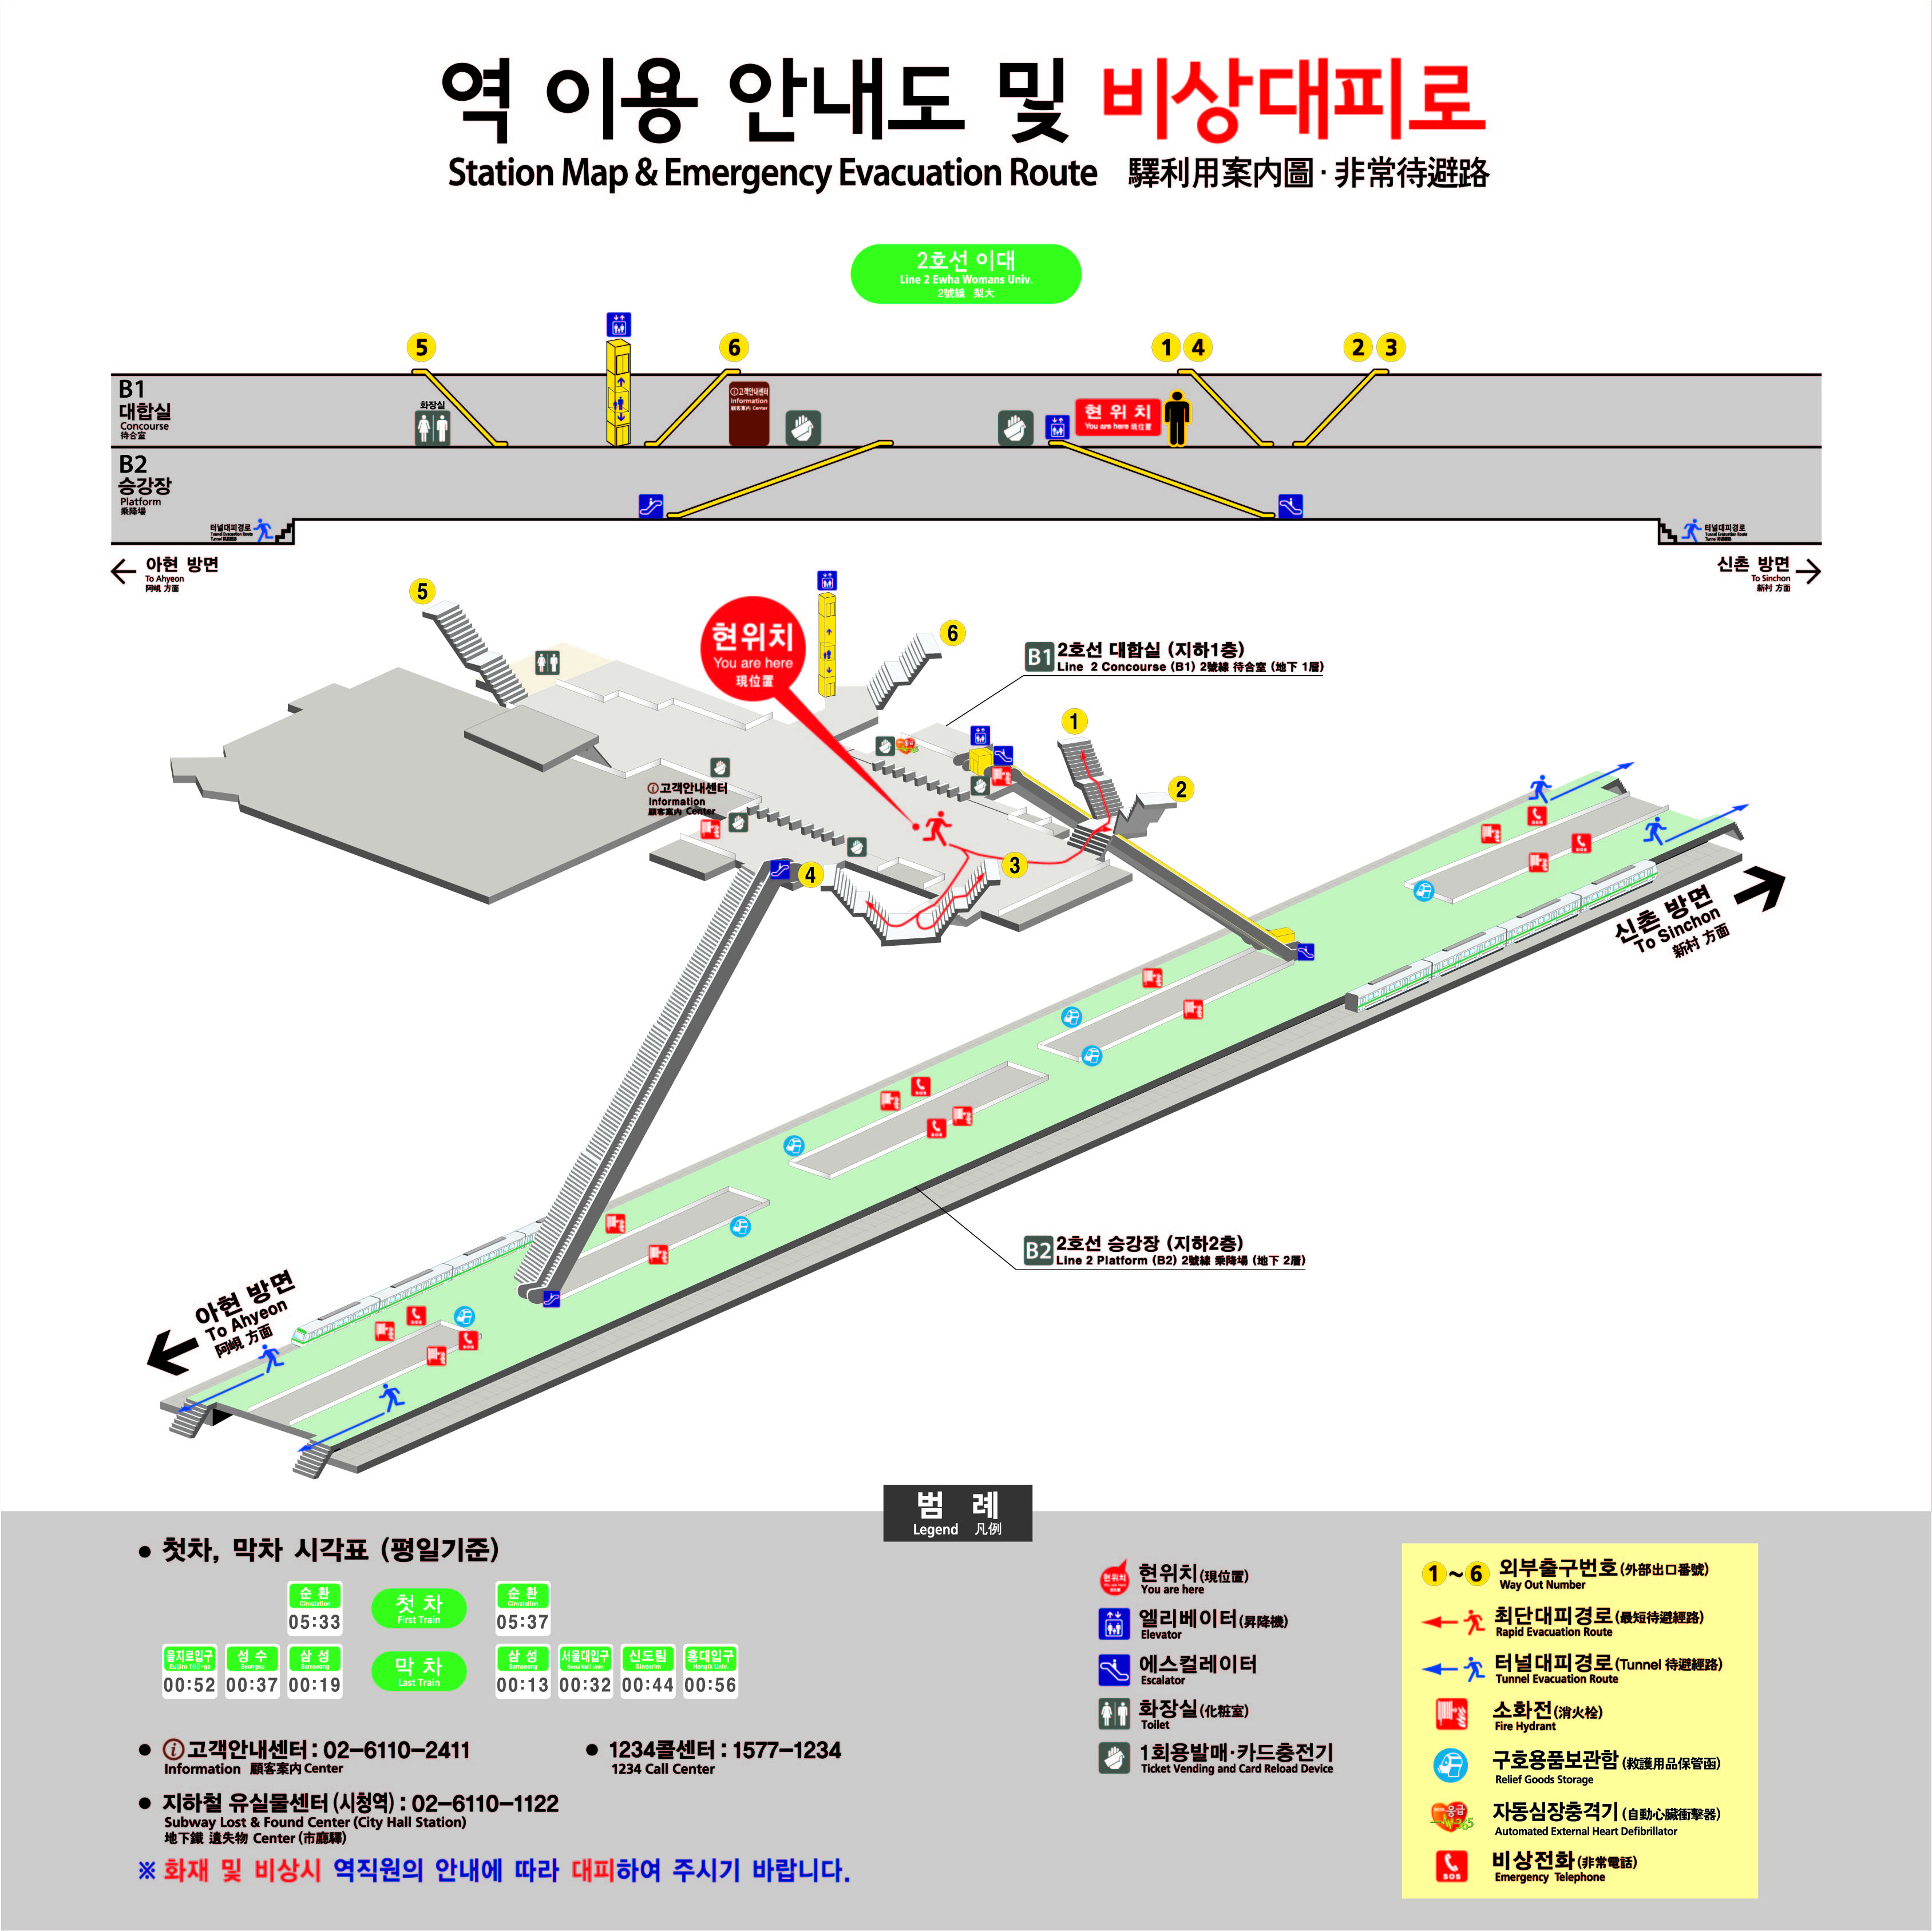 역 이용 안내도 및 비상대피로
Station Map & Emergency Evacuation Route 驛利用案內圖·非常待避路
2호선 이대
Line 2 Ewha Womans Univ.
2號線 梨大
5
6
1 4
2 3
B1
대합실
Concourse
待合室
화장실
ⓘ고객안내센터
Information
顧客案內 Center
현 위 치
You are here 現位置
B2
승강장
Platform
乘降場
터널대피경로
Tunnel Evacuation Route
터널대피경로
Tunnel Evacuation Route
아현 방면
To Ahyeon
阿峴 方面
신촌 방면
To Sinchon
新村 方面
5
현위치
You are here
現位置
6
B1 2호선 대합실 (지하1층)
Line 2 Concourse (B1) 2號線 待合室 (地下 1層)
1
2
ⓘ고객안내센터
Information
顧客案內 Center
4
3
신촌 방면
To Sinchon
新村 方面
B2 2호선 승강장 (지하2층)
Line 2 Platform (B2) 2號線 乘降場 (地下 2層)
아현 방면
To Ahyeon
阿峴 方面
범 례
Legend 凡例
● 첫차, 막차 시각표 (평일기준)
순 환
Circulation
05:33
첫 차
First Train
순 환
Circulation
05:37
을지로입구
Euljiro 1(il)-ga
00:52
성 수
Seongsu
00:37
삼 성
Samseong
00:19
막 차
Last Train
삼 성
Samseong
00:13
서울대입구
Seoul Nat'l Univ.
00:32
신도림
Sindorim
00:44
홍대입구
Hongik Univ.
00:56
● ⓘ고객안내센터 : 02-6110-2411
Information 顧客案內 Center
● 1234콜센터 : 1577-1234
1234 Call Center
● 지하철 유실물센터 (시청역) : 02-6110-1122
Subway Lost & Found Center (City Hall Station)
地下鐵 遺失物 Center (市廳驛)
※ 화재 및 비상시 역직원의 안내에 따라 대피하여 주시기 바랍니다.
현위치(現位置)
You are here
엘리베이터(昇降機)
Elevator
에스컬레이터
Escalator
화장실(化粧室)
Toilet
1회용발매·카드충전기
Ticket Vending and Card Reload Device
1~6 외부출구번호(外部出口番號)
Way Out Number
최단대피경로(最短待避經路)
Rapid Evacuation Route
터널대피경로(Tunnel 待避經路)
Tunnel Evacuation Route
소화전(消火栓)
Fire Hydrant
구호용품보관함(救護用品保管函)
Relief Goods Storage
자동심장충격기(自動心臟衝擊器)
Automated External Heart Defibrillator
비상전화(非常電話)
Emergency Telephone